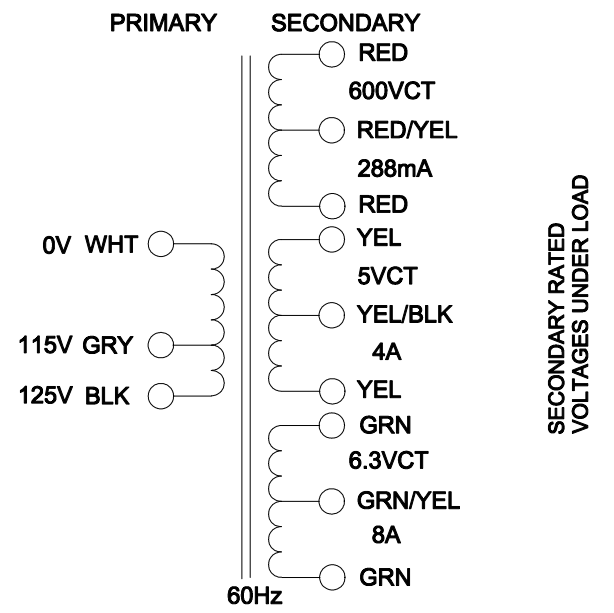 PRIMARY
SECONDARY
RED
600VCT
RED/YEL
288mA
RED
0V WHT
115V GRY
125V BLK
YEL
5VCT
YEL/BLK
4A
YEL
GRN
6.3VCT
GRN/YEL
8A
GRN
60Hz
SECONDARY RATED
VOLTAGES UNDER LOAD